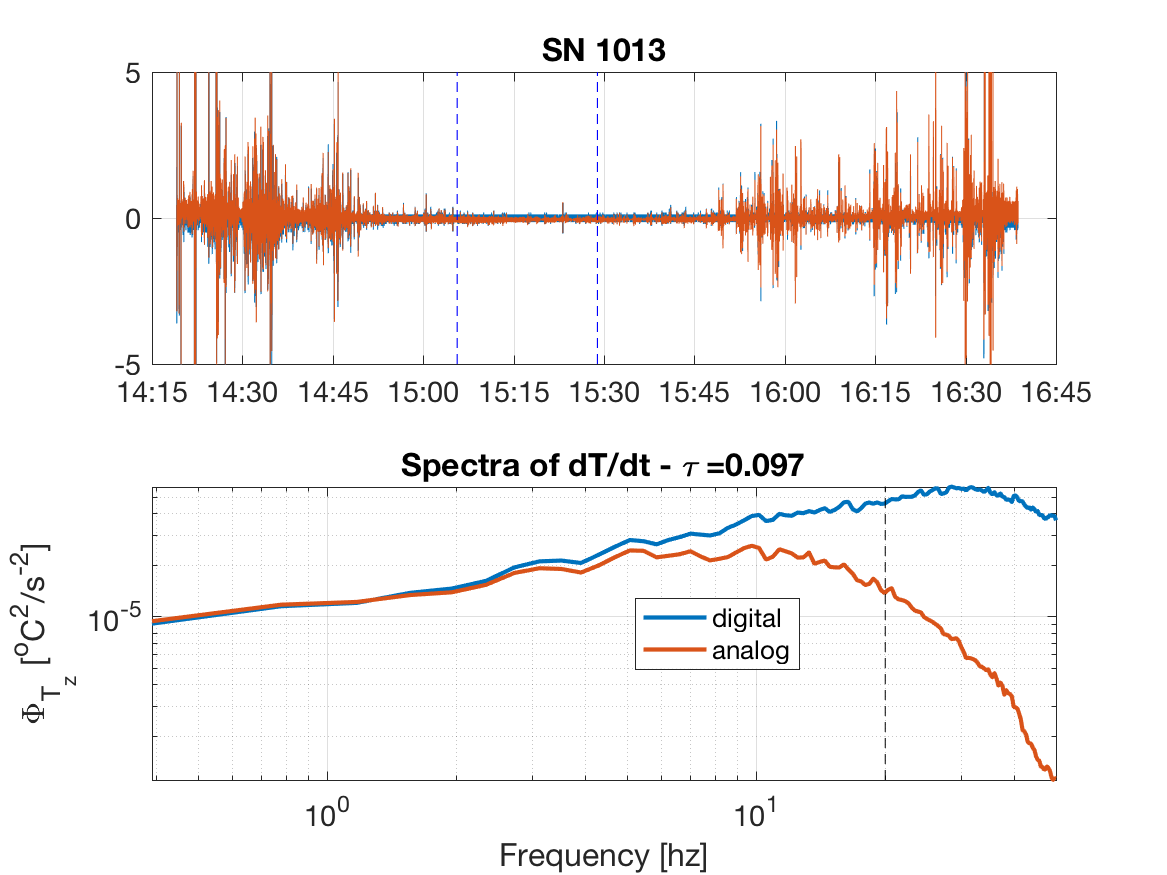 SN 1013
5
0
-5
14:15 14:30 14:45 15:00 15:15 15:30 15:45 16:00 16:15 16:30 16:45
Spectra of dT/dt - τ =0.097
Φ_{T_z} [°C²/s⁻²]
10⁻⁵
digital
analog
10⁰ 10¹
Frequency [hz]